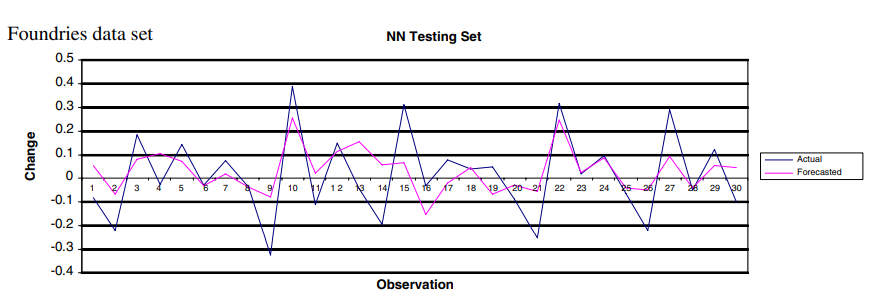 Foundries data set
NN Testing Set
0.5
0.4
0.3
0.2
0.1
0
-0.1
-0.2
-0.3
-0.4
Change
1 2 3 4 5 6 7 8 9 10 11 1 2 13 14 15 16 17 18 19 20 21 22 23 24 25 26 27 28 29 30
Observation
Actual
Forecasted